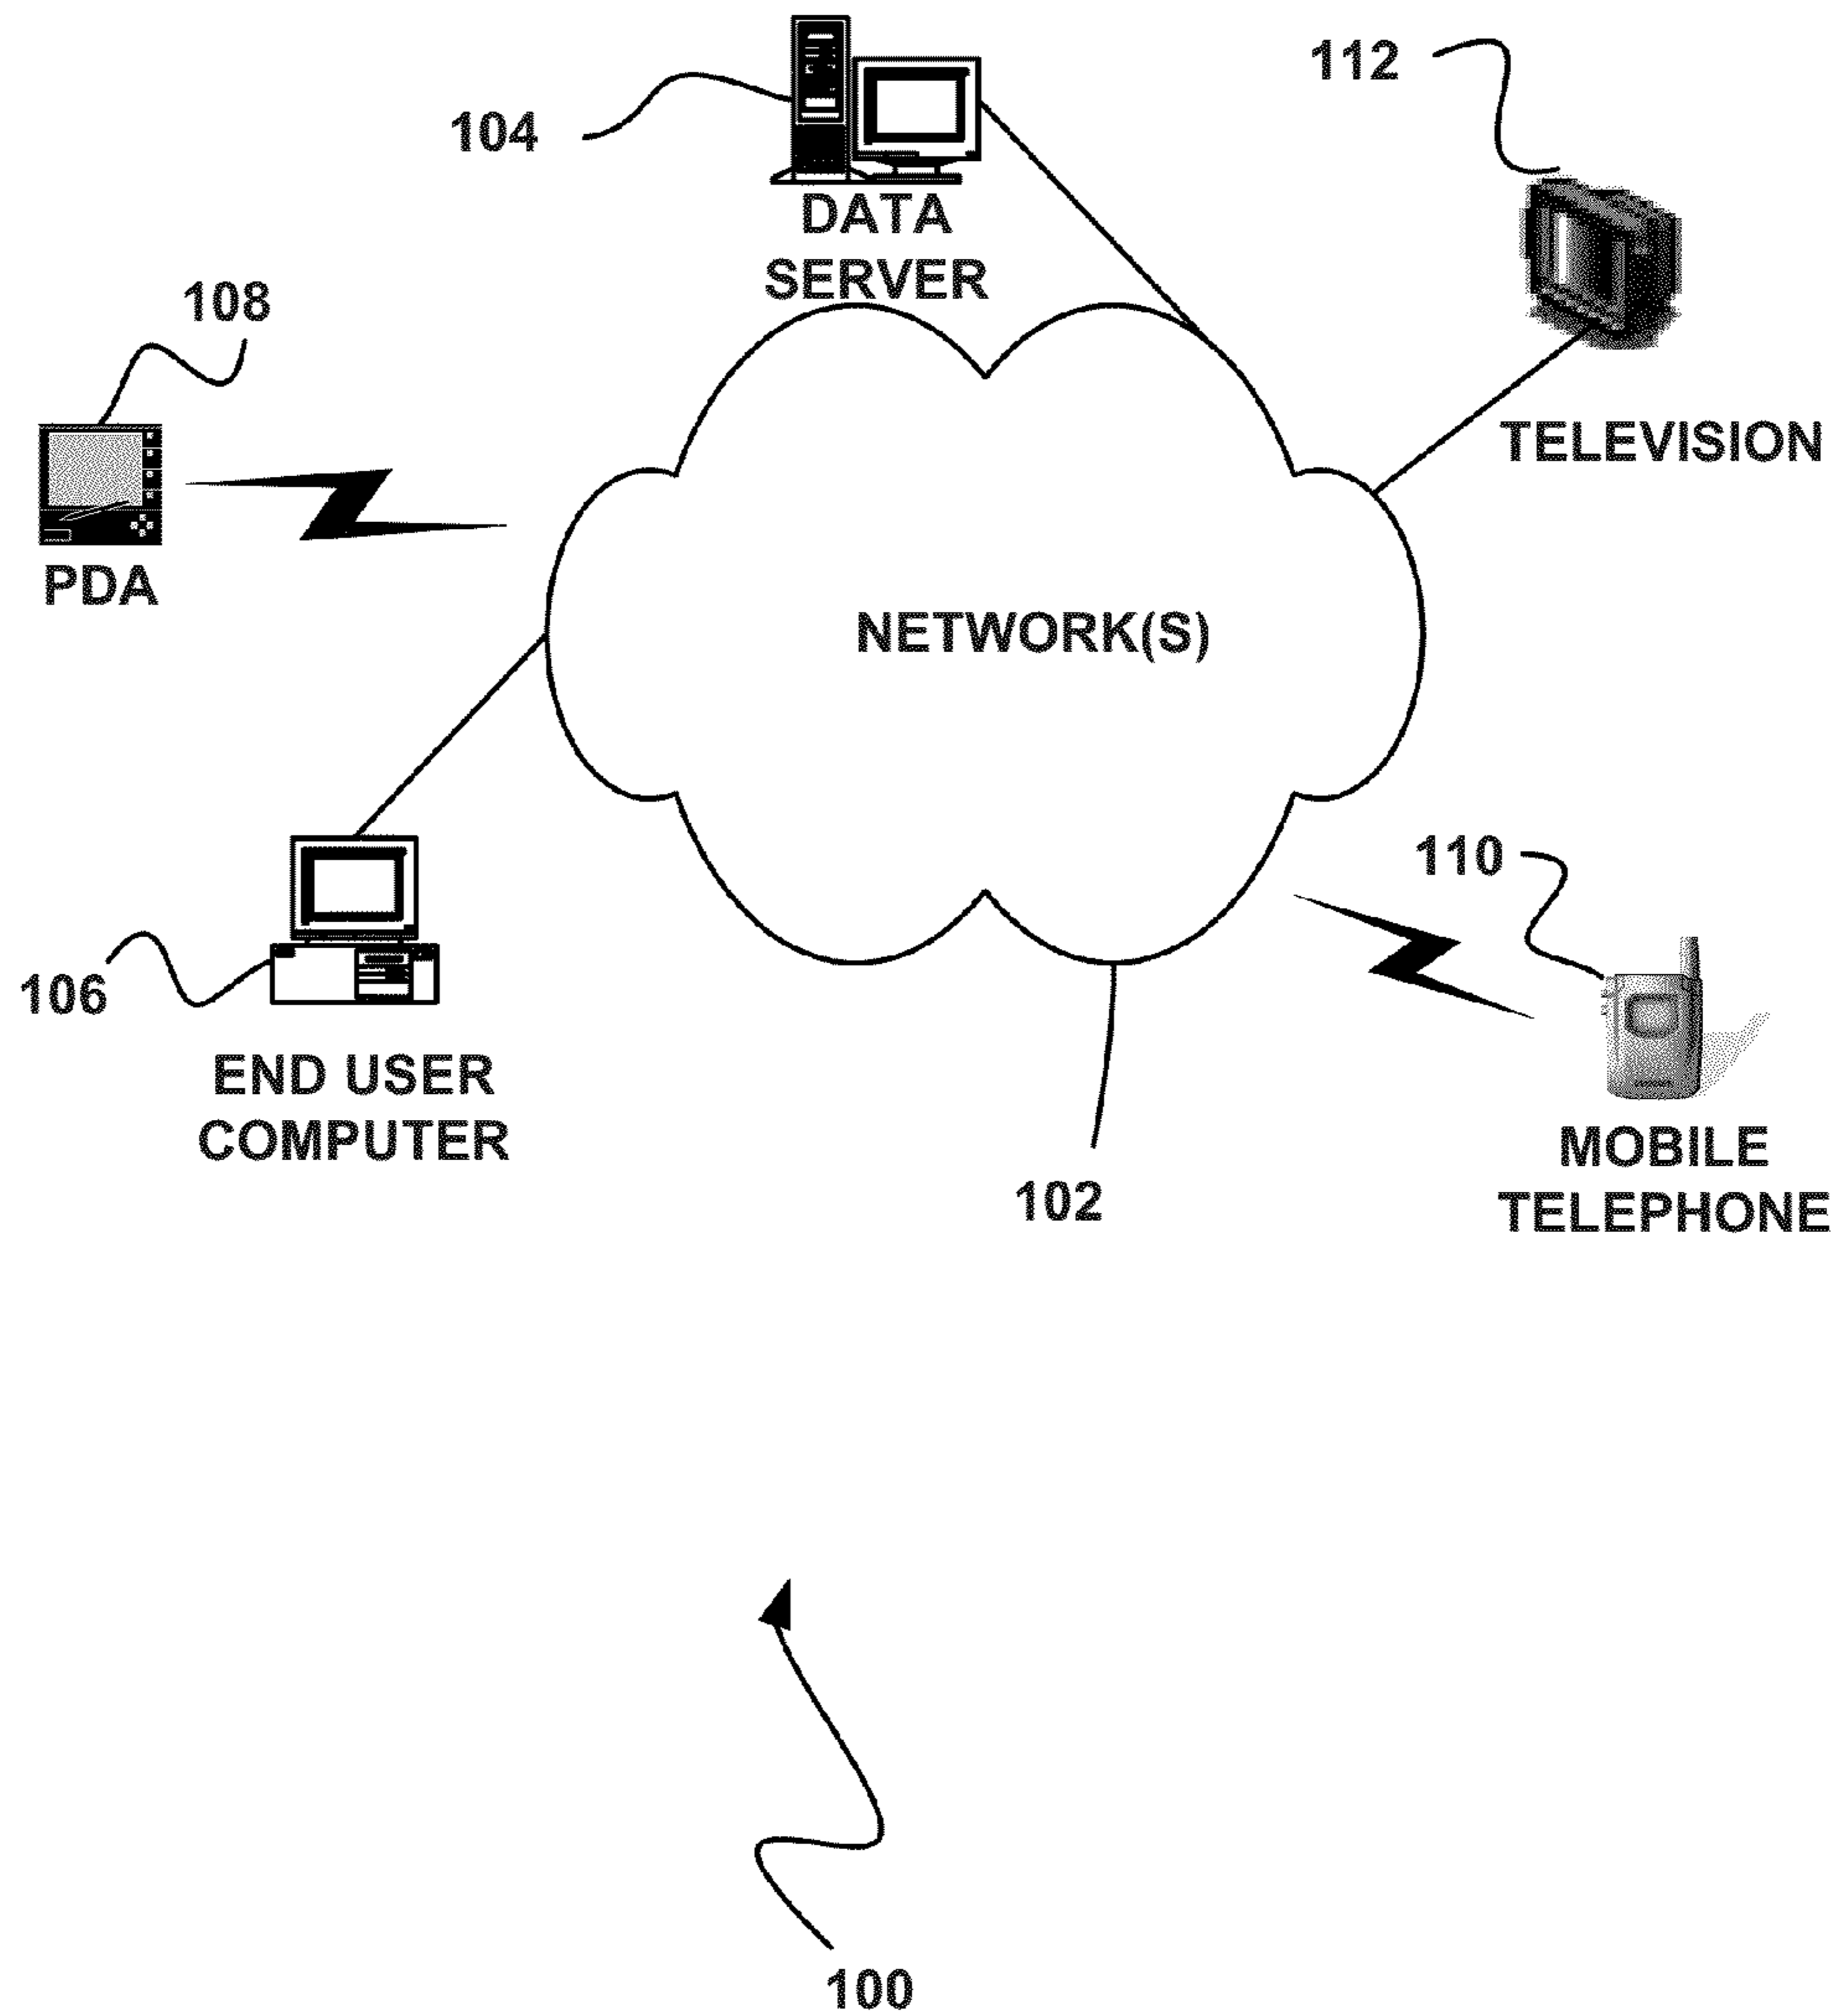 112
104
DATA
SERVER
108
TELEVISION
PDA
NETWORK(S)
110
106
END USER
COMPUTER
MOBILE
TELEPHONE
102
100